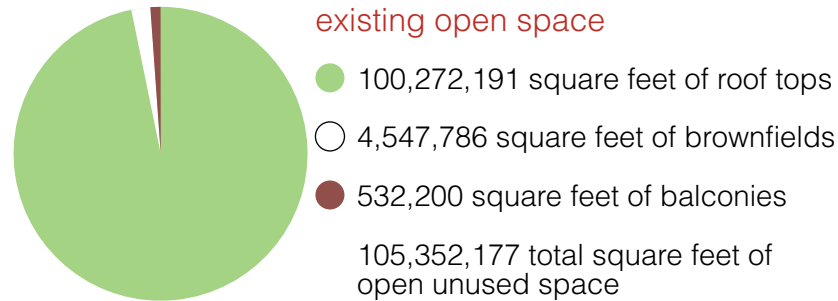 existing open space
100,272,191 square feet of roof tops
4,547,786 square feet of brownfields
532,200 square feet of balconies
105,352,177 total square feet of
open unused space